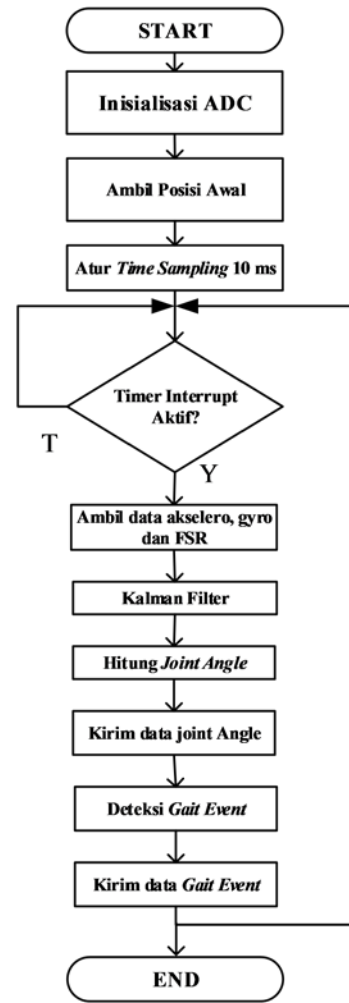 START
Inisialisasi ADC
Ambil Posisi Awal
Atur Time Sampling 10 ms
Timer Interrupt
Aktif?
T
Y
Ambil data akselero, gyro
dan FSR
Kalman Filter
Hitung Joint Angle
Kirim data joint Angle
Deteksi Gait Event
Kirim data Gait Event
END